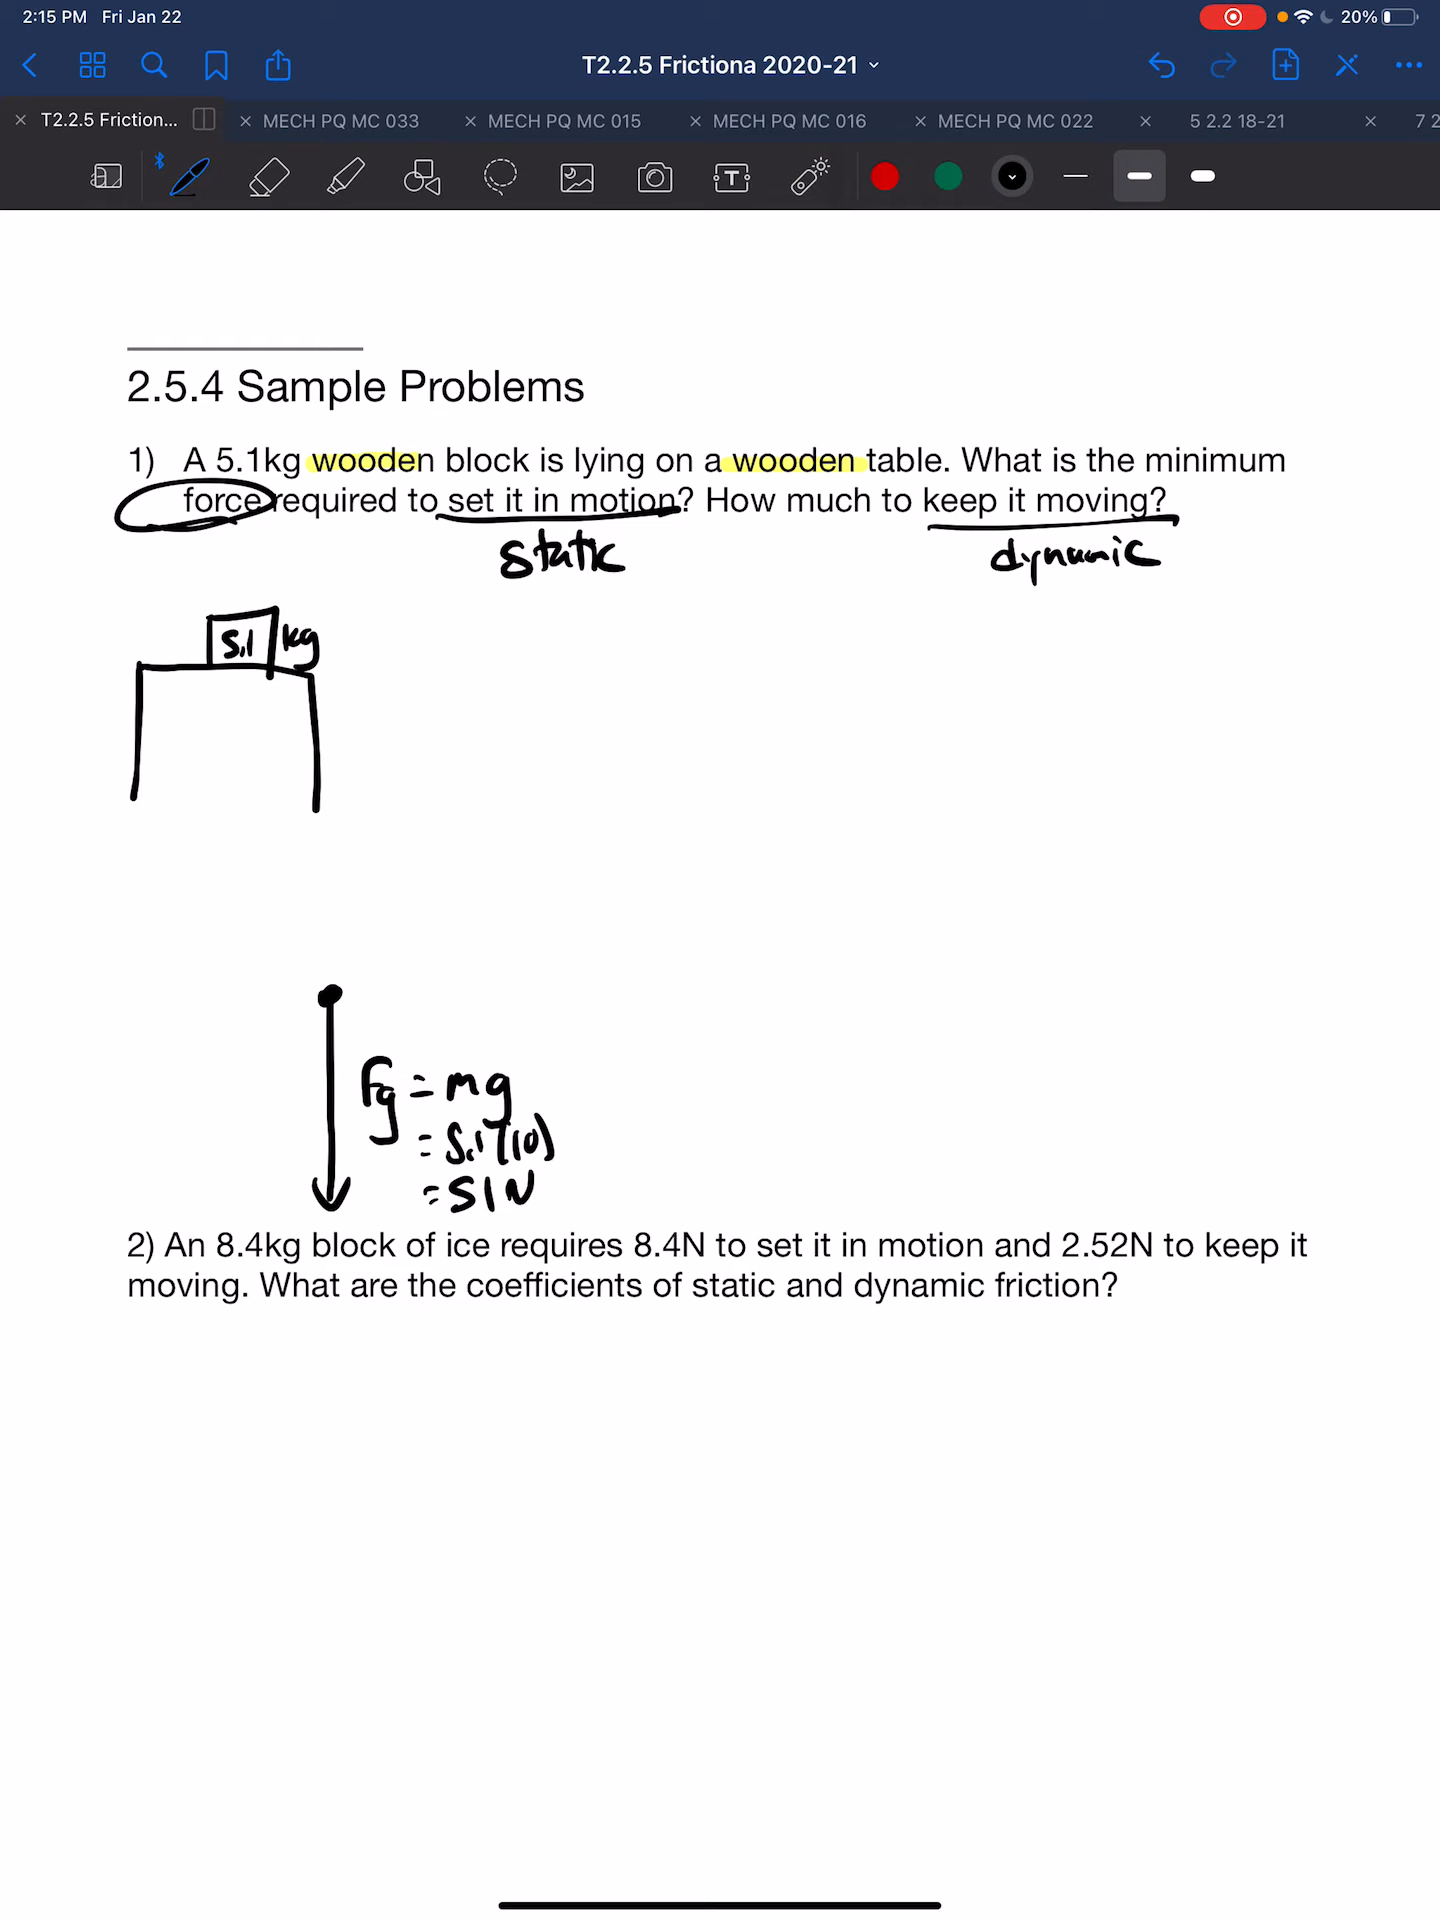 2:15 PM Fri Jan 22
20%
T2.2.5 Frictiona 2020-21
T2.2.5 Friction...
MECH PQ MC 033
MECH PQ MC 015
MECH PQ MC 016
MECH PQ MC 022
5 2.2 18-21
7 2
2.5.4 Sample Problems
1) A 5.1kg wooden block is lying on a wooden table. What is the minimum
force required to set it in motion? How much to keep it moving?
static
dynamic
5.1 kg
Fg = mg
= 5.1(10)
= 51N
2) An 8.4kg block of ice requires 8.4N to set it in motion and 2.52N to keep it
moving. What are the coefficients of static and dynamic friction?